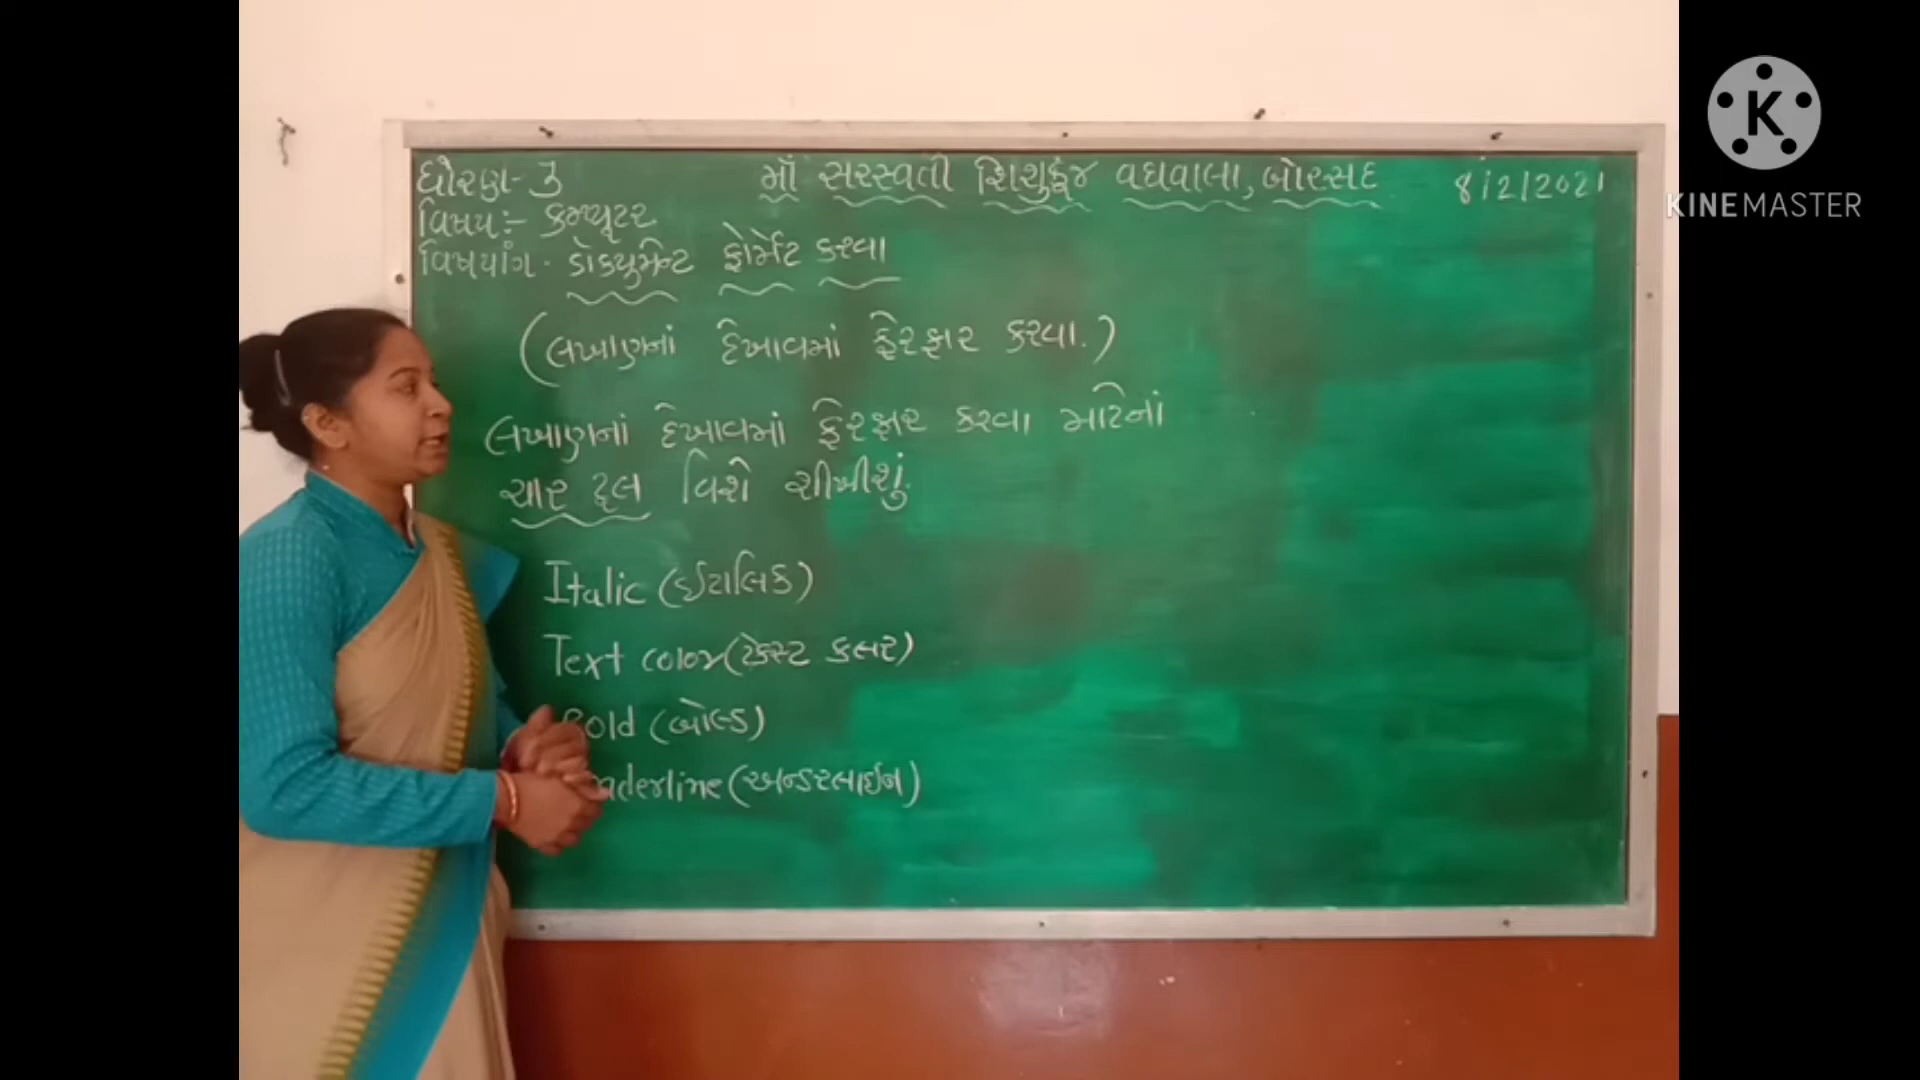 માઁ સરસ્વતી શિશુકુંજ વઘવાલા, બોરસદ
8/2/2021
ધોરણ- 3
વિષય:- કમ્પ્યૂટર
વિષયાંગ - ડોક્યુમેન્ટ ફોર્મેટ કરવા
(લખાણનાં દેખાવમાં ફેરફાર કરવા.)
લખાણનાં દેખાવમાં ફેરફાર કરવા માટેનાં
ચાર ટૂલ વિશે શીખીશું.
Italic (ઈટાલિક)
Text color (ટેક્સ્ટ કલર)
Bold (બોલ્ડ)
(અન્ડરલાઈન)
K
KINEMASTER